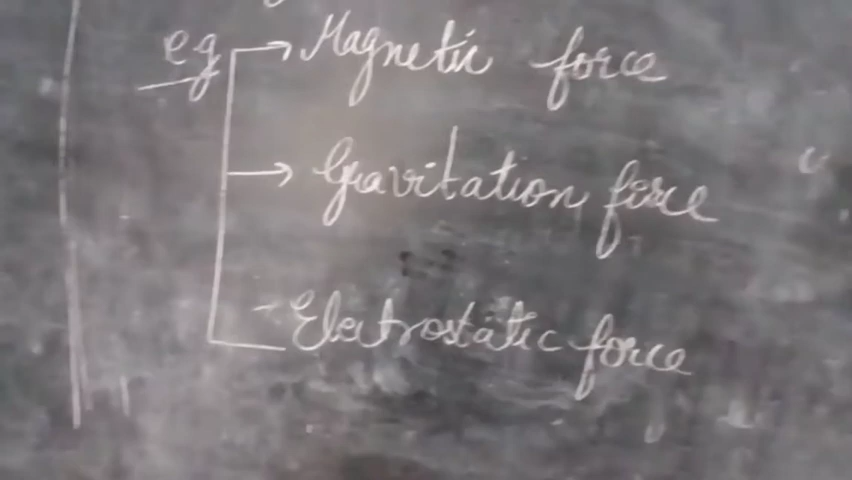 eg → Magnetic force
→ Gravitation force
- Electrostatic force